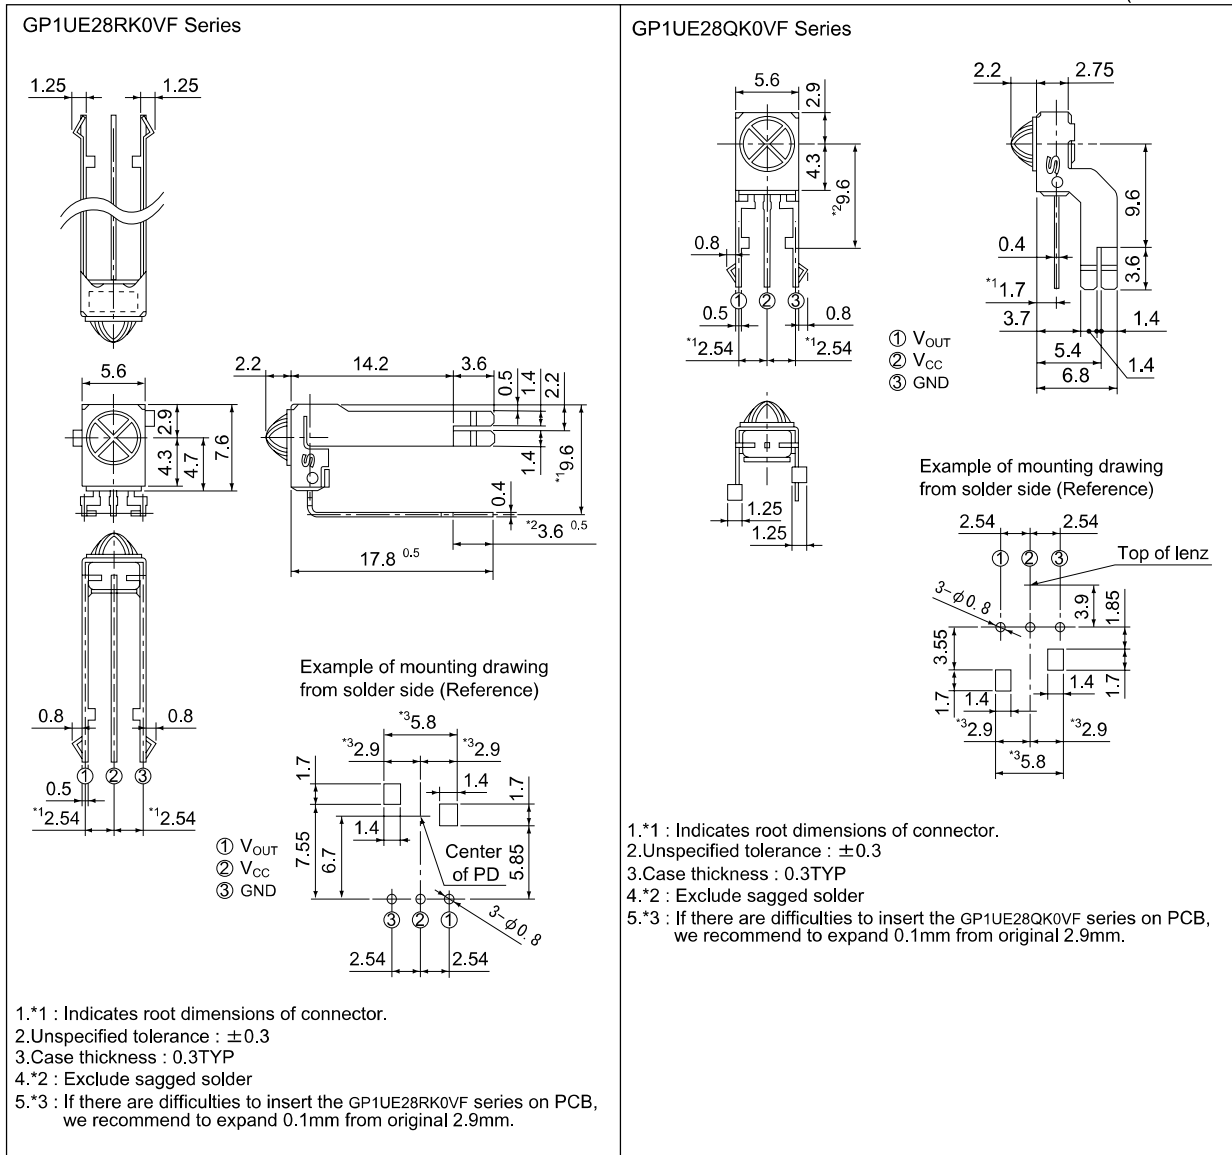 GP1UE28RK0VF Series
1.25 1.25
5.6
2.9
4.3
4.7
7.6
2.2 14.2 3.6
0.5
1.4
2.2
1.4
*19.6
0.4
*23.6 0.5
17.8 0.5
0.8 0.8
① ② ③
0.5
*12.54 *12.54
① VOUT
② VCC
③ GND
Example of mounting drawing
from solder side (Reference)
*35.8
*32.9 *32.9
1.7
1.4
1.7
1.4
7.55
6.7
Center
of PD
5.85
③ ② ①
3-φ0.8
2.54 2.54
1.*1 : Indicates root dimensions of connector.
2.Unspecified tolerance : ±0.3
3.Case thickness : 0.3TYP
4.*2 : Exclude sagged solder
5.*3 : If there are difficulties to insert the GP1UE28RK0VF series on PCB,
we recommend to expand 0.1mm from original 2.9mm.
GP1UE28QK0VF Series
5.6
2.9
4.3
*29.6
0.8
① ② ③
0.5 0.8
*12.54 *12.54
2.2 2.75
9.6
0.4
3.6
*11.7
3.7 1.4
5.4 1.4
6.8
① VOUT
② VCC
③ GND
1.25
1.25
Example of mounting drawing
from solder side (Reference)
2.54 2.54
① ② ③
Top of lenz
3-φ0.8
3.9
1.85
3.55
1.7
1.4
1.4
1.7
*32.9 *32.9
*35.8
1.*1 : Indicates root dimensions of connector.
2.Unspecified tolerance : ±0.3
3.Case thickness : 0.3TYP
4.*2 : Exclude sagged solder
5.*3 : If there are difficulties to insert the GP1UE28QK0VF series on PCB,
we recommend to expand 0.1mm from original 2.9mm.